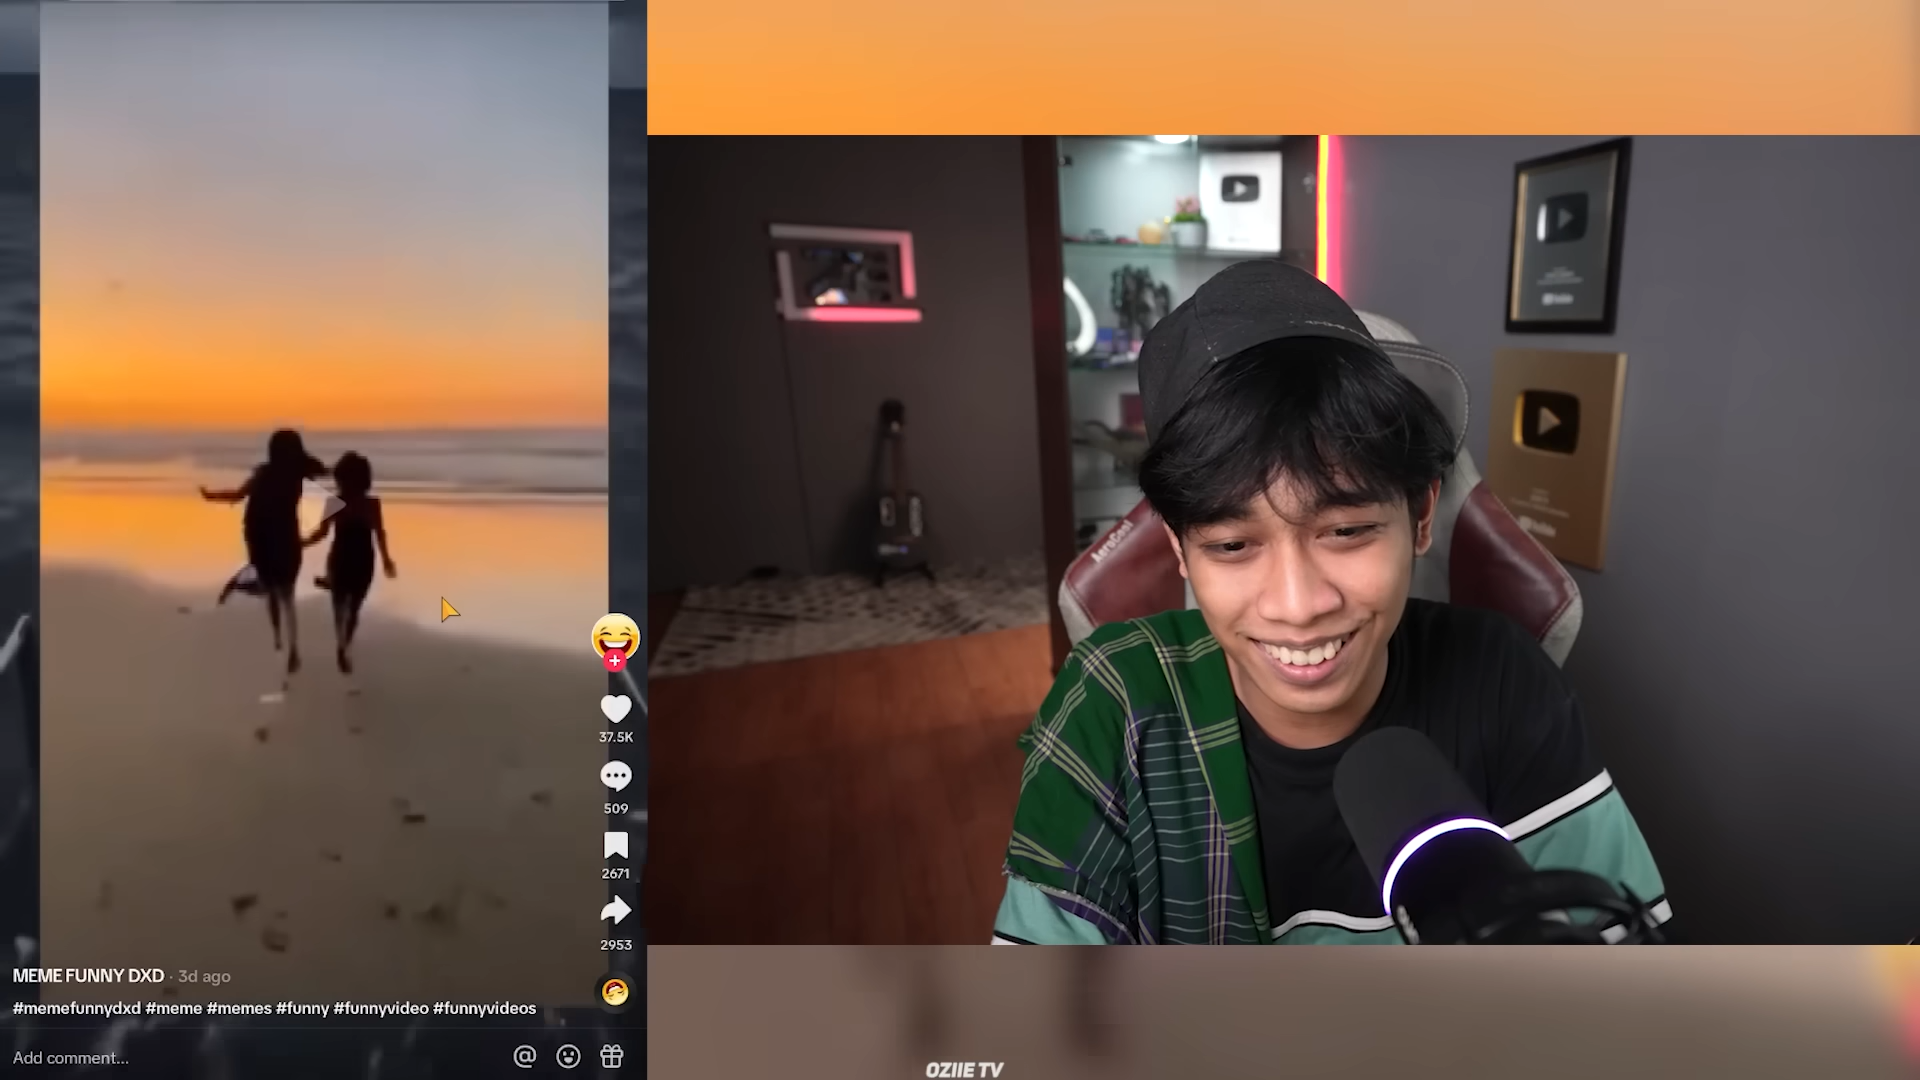 37.5K
509
2671
2953
MEME FUNNY DXD · 3d ago
#memefunnydxd #meme #memes #funny #funnyvideo #funnyvideos
Add comment...
AeroCool
OZIIE TV